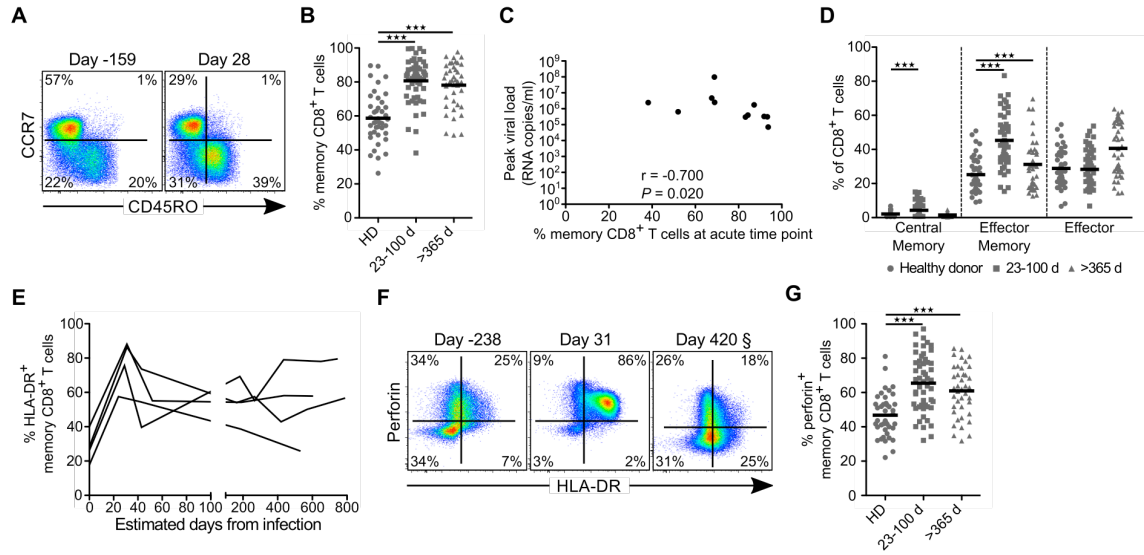 A
Day -159
Day 28
57%
1%
29%
1%
22%
20%
31%
39%
CCR7
CD45RO
B
★★★
★★★
100
80
60
40
20
0
% memory CD8+ T cells
HD
23-100 d
>365 d
C
10^9
10^8
10^7
10^6
10^5
10^4
10^3
10^2
10^1
10^0
Peak viral load
(RNA copies/ml)
r = -0.700
P = 0.020
0
20
40
60
80
100
% memory CD8+ T cells at acute time point
D
100
80
60
40
20
0
% of CD8+ T cells
★★★
★★★
★★★
Central
Memory
Effector
Memory
Effector
Healthy donor
23-100 d
>365 d
E
100
80
60
40
20
0
% HLA-DR+
memory CD8+ T cells
0
20
40
60
80
100
200
400
600
800
Estimated days from infection
F
Day -238
Day 31
Day 420 §
34%
25%
9%
86%
26%
18%
34%
7%
3%
2%
31%
25%
Perforin
HLA-DR
G
★★★
★★★
100
80
60
40
20
0
% perforin+
memory CD8+ T cells
HD
23-100 d
>365 d